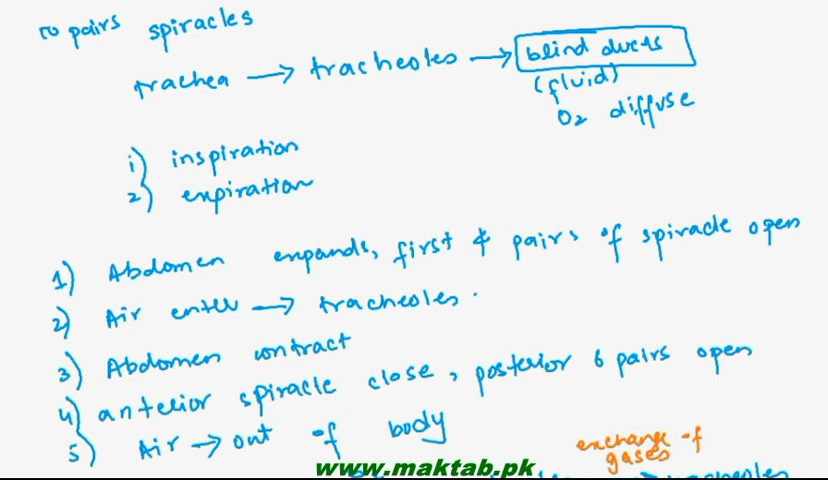 10 pairs spiracles
trachea → tracheoles → blind ducts
(fluid)
O2 diffuse
i) inspiration
2) expiration
1) Abdomen expands, first 4 pairs of spiracle open
2) Air enter → tracheoles.
3) Abdomen contract
4) anterior spiracle close, posterior 6 pairs open
5) Air → out of body
exchange of
gases
www.maktab.pk
tracheoles